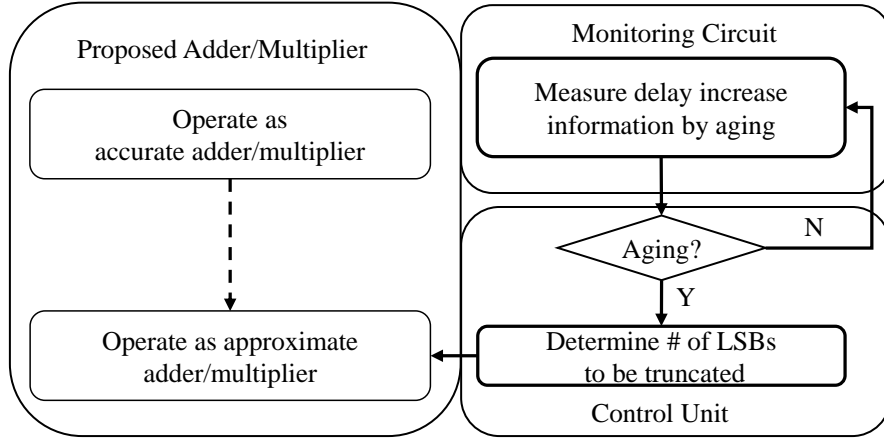 Proposed Adder/Multiplier
Operate as
accurate adder/multiplier
Operate as approximate
adder/multiplier
Monitoring Circuit
Measure delay increase
information by aging
Aging?
N
Y
Determine # of LSBs
to be truncated
Control Unit